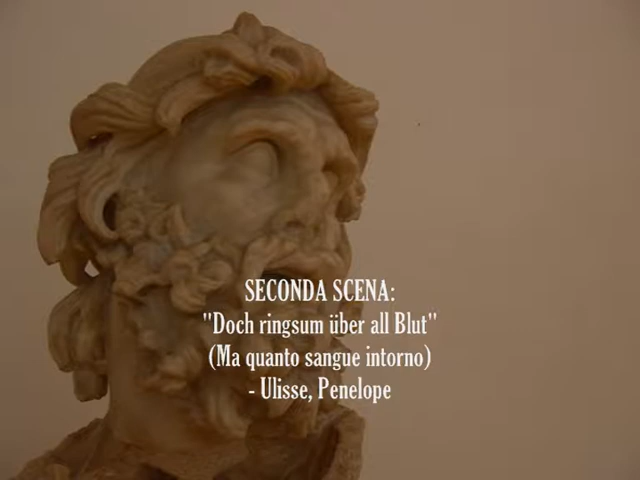 SECONDA SCENA:
"Doch ringsum über all Blut"
(Ma quanto sangue intorno)
- Ulisse, Penelope